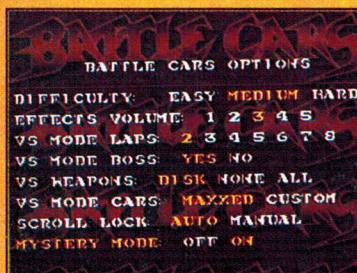 BATTLE CARS
BATTLE CARS OPTIONS
DIFFICULTY: EASY MEDIUM HARD
EFFECTS VOLUME: 1 2 3 4 5
VS MODE LAPS: 2 3 4 5 6 7 8
VS MODE BOSS: YES NO
VS WEAPONS: DISK NONE ALL
VS MODE CARS: MAXXED CUSTOM
SCROLL LOCK: AUTO MANUAL
MYSTERY MODE: OFF ON